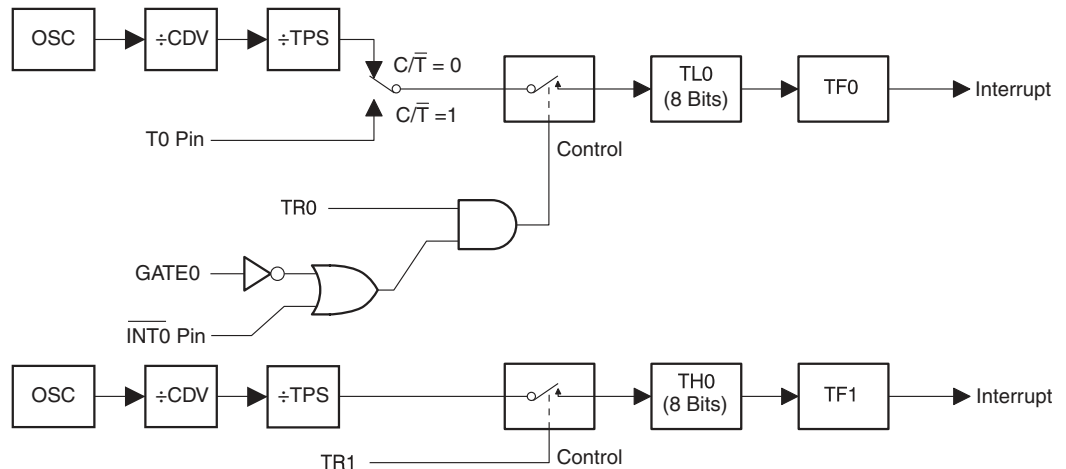 OSC
÷CDV
÷TPS
C/T̅ = 0
C/T̅ =1
T0 Pin
TL0
(8 Bits)
TF0
Interrupt
Control
TR0
GATE0
I̅N̅T̅0̅ Pin
OSC
÷CDV
÷TPS
TH0
(8 Bits)
TF1
Interrupt
Control
TR1